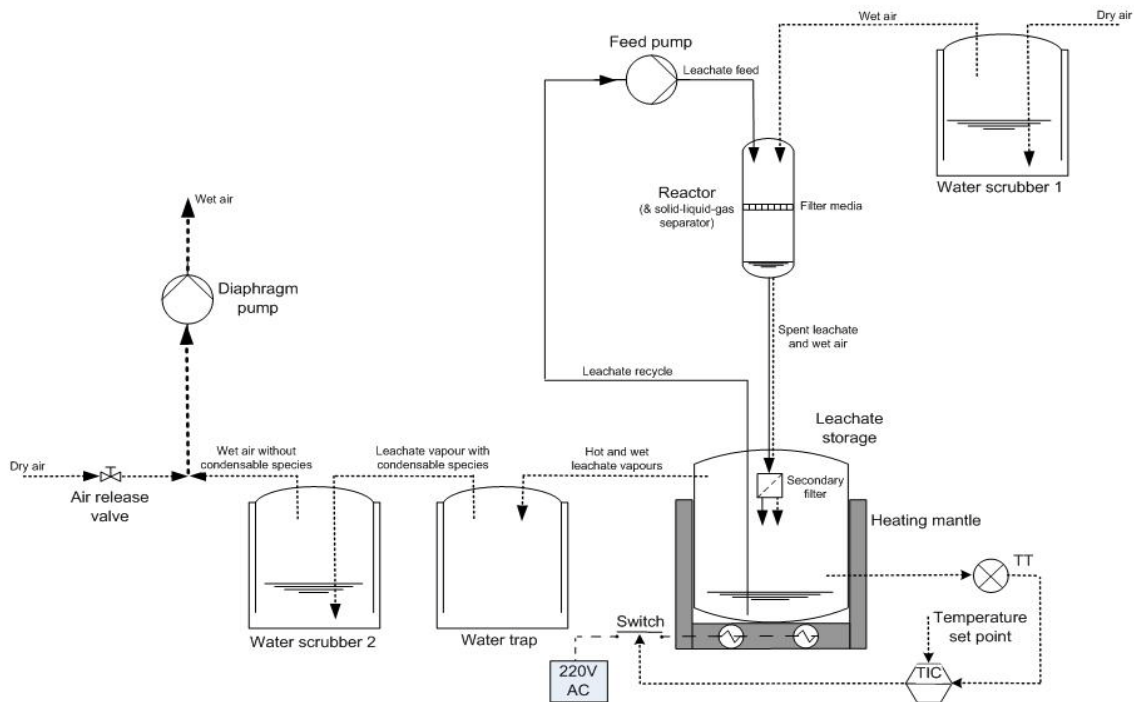 Wet air
Dry air
Feed pump
Leachate feed
Water scrubber 1
Reactor
(& solid-liquid-gas
separator)
Filter media
Wet air
Diaphragm
pump
Spent leachate
and wet air
Leachate recycle
Leachate
storage
Dry air
Wet air without
condensable species
Leachate vapour with
condensable species
Hot and wet
leachate vapours
Secondary
filter
Air release
valve
Heating mantle
TT
Switch
Temperature
set point
Water scrubber 2
Water trap
220V
AC
TIC